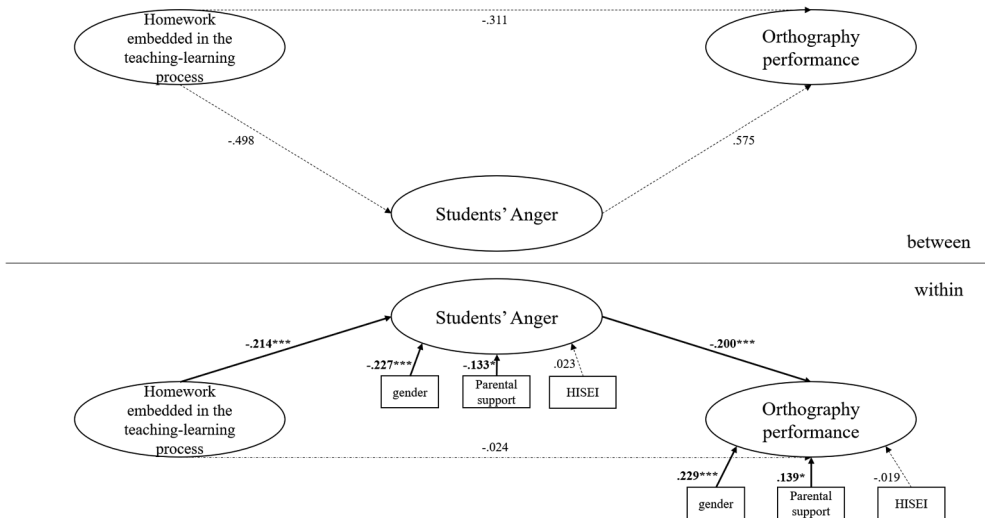 Homework
embedded in the
teaching-learning
process
-.311
Orthography
performance
-.498
.575
Students' Anger
between
within
Students' Anger
-.214***
-.200***
-.227***
-.133*
.023
gender
Parental
support
HISEI
Homework
embedded in the
teaching-learning
process
Orthography
performance
-.024
.229***
.139*
-.019
gender
Parental
support
HISEI